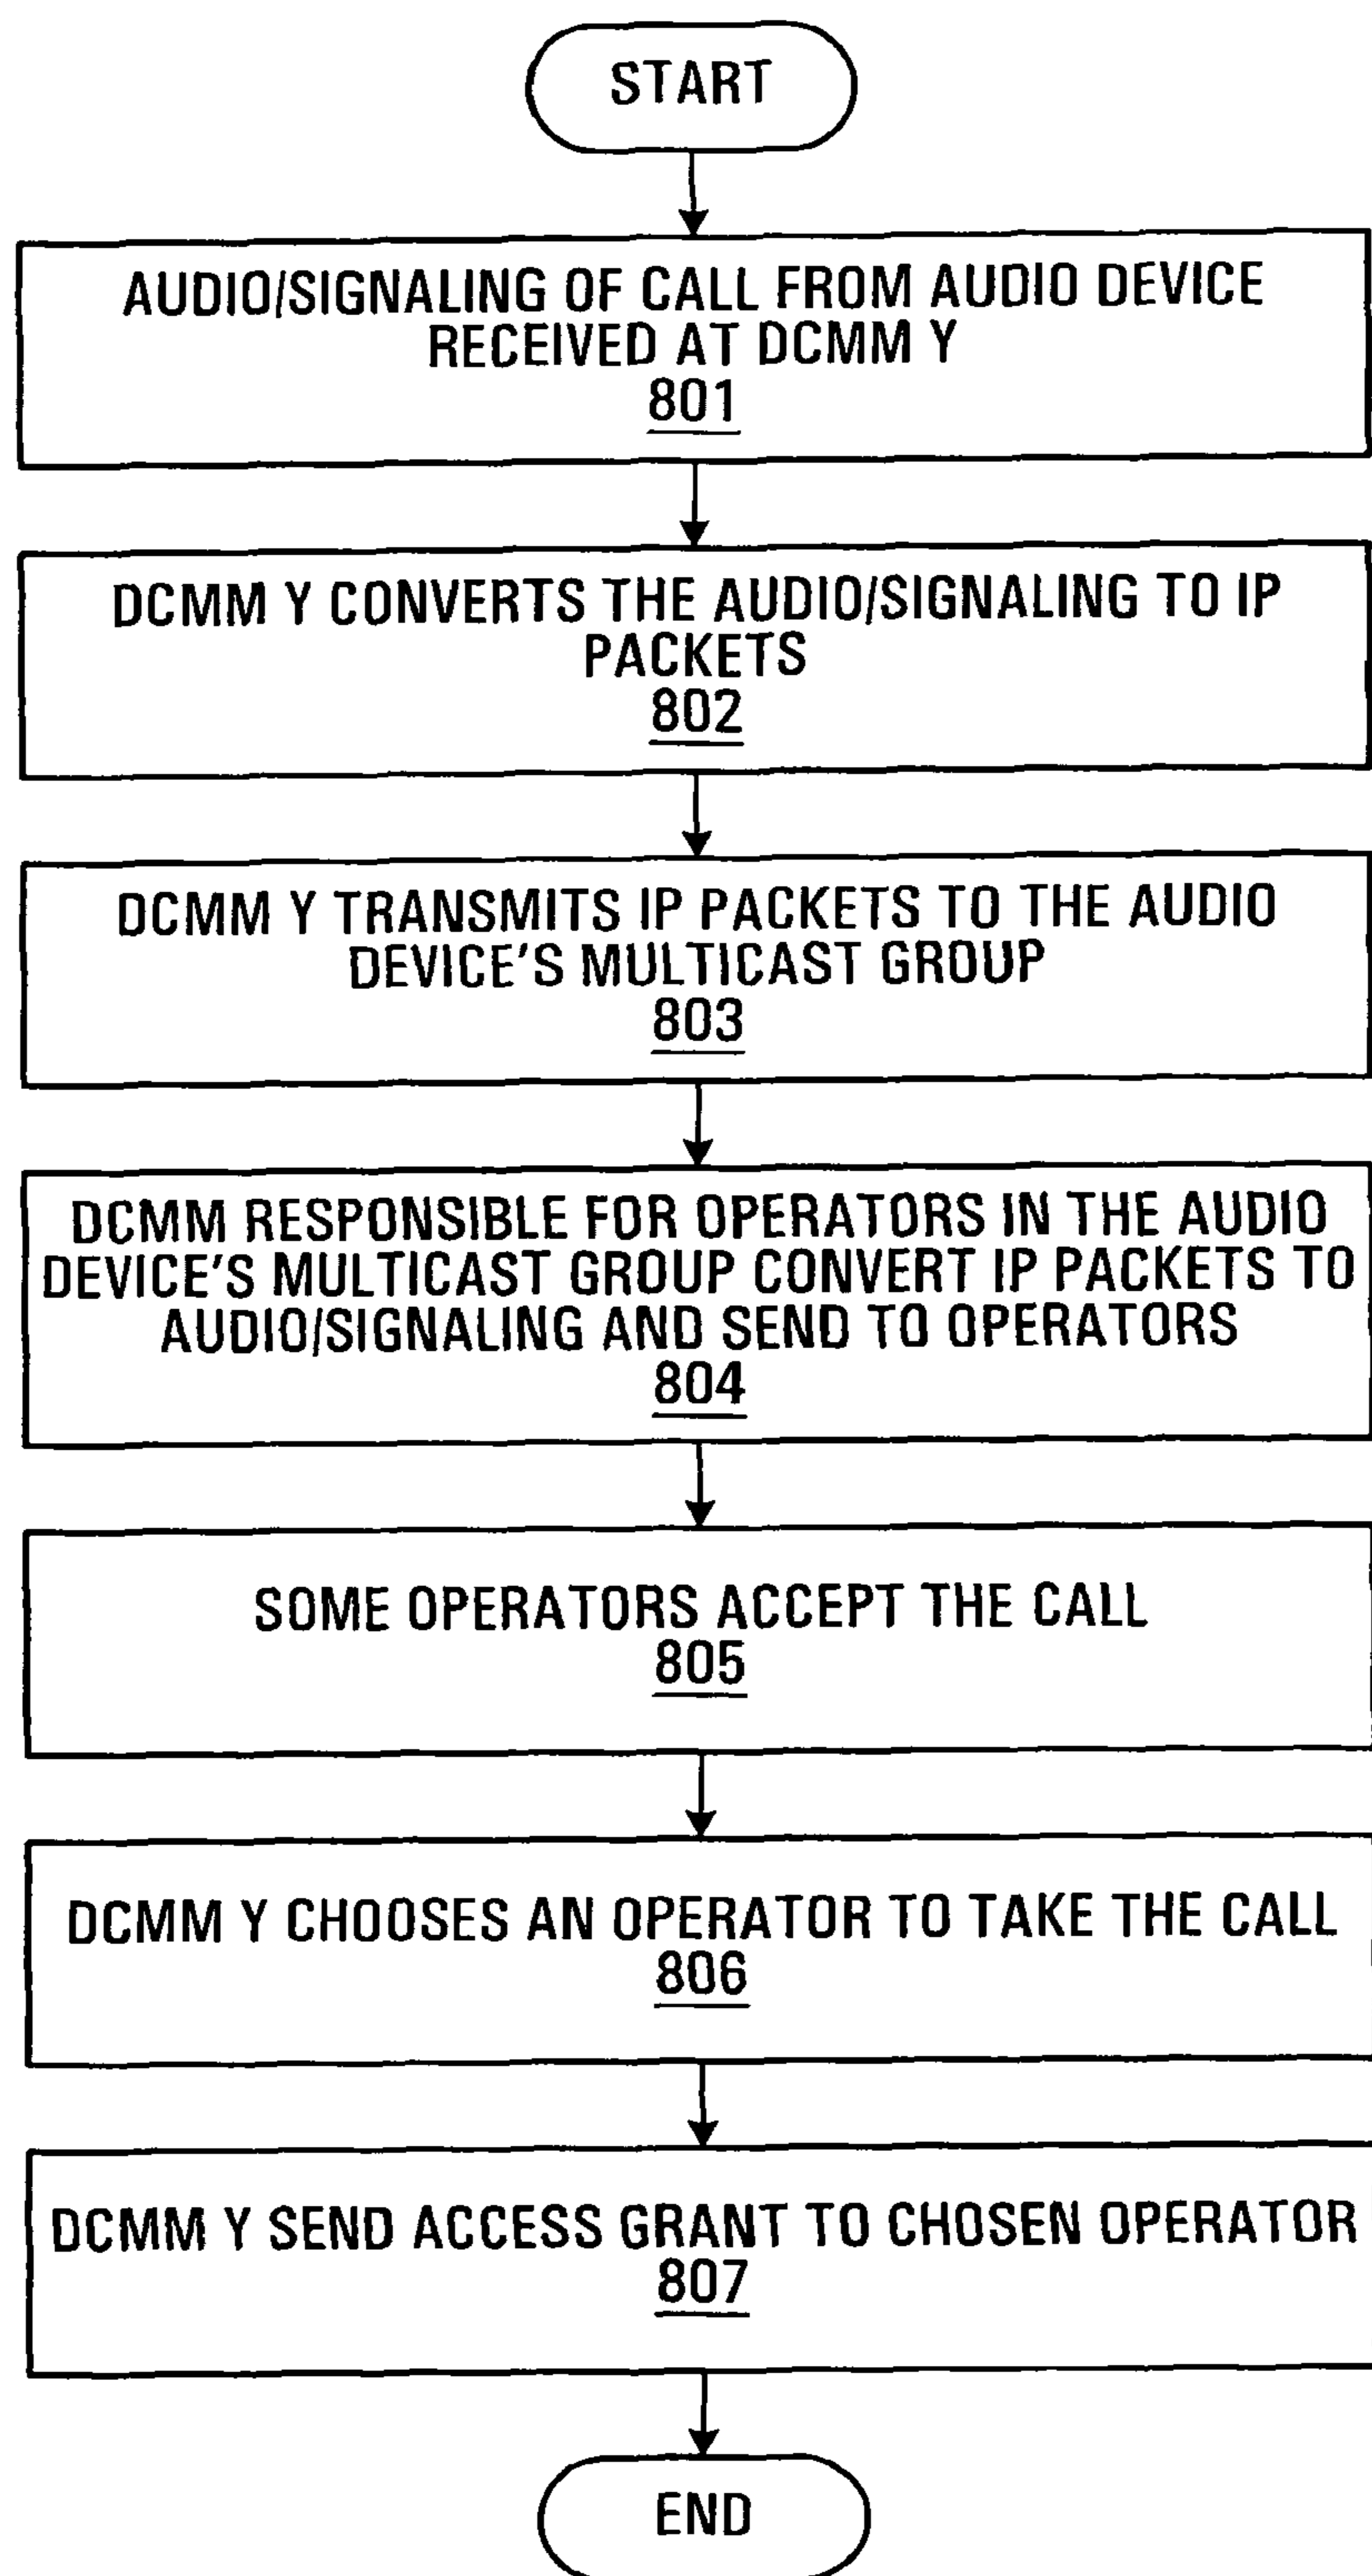 START
AUDIO/SIGNALING OF CALL FROM AUDIO DEVICE
RECEIVED AT DCMM Y
801
DCMM Y CONVERTS THE AUDIO/SIGNALING TO IP
PACKETS
802
DCMM Y TRANSMITS IP PACKETS TO THE AUDIO
DEVICE'S MULTICAST GROUP
803
DCMM RESPONSIBLE FOR OPERATORS IN THE AUDIO
DEVICE'S MULTICAST GROUP CONVERT IP PACKETS TO
AUDIO/SIGNALING AND SEND TO OPERATORS
804
SOME OPERATORS ACCEPT THE CALL
805
DCMM Y CHOOSES AN OPERATOR TO TAKE THE CALL
806
DCMM Y SEND ACCESS GRANT TO CHOSEN OPERATOR
807
END